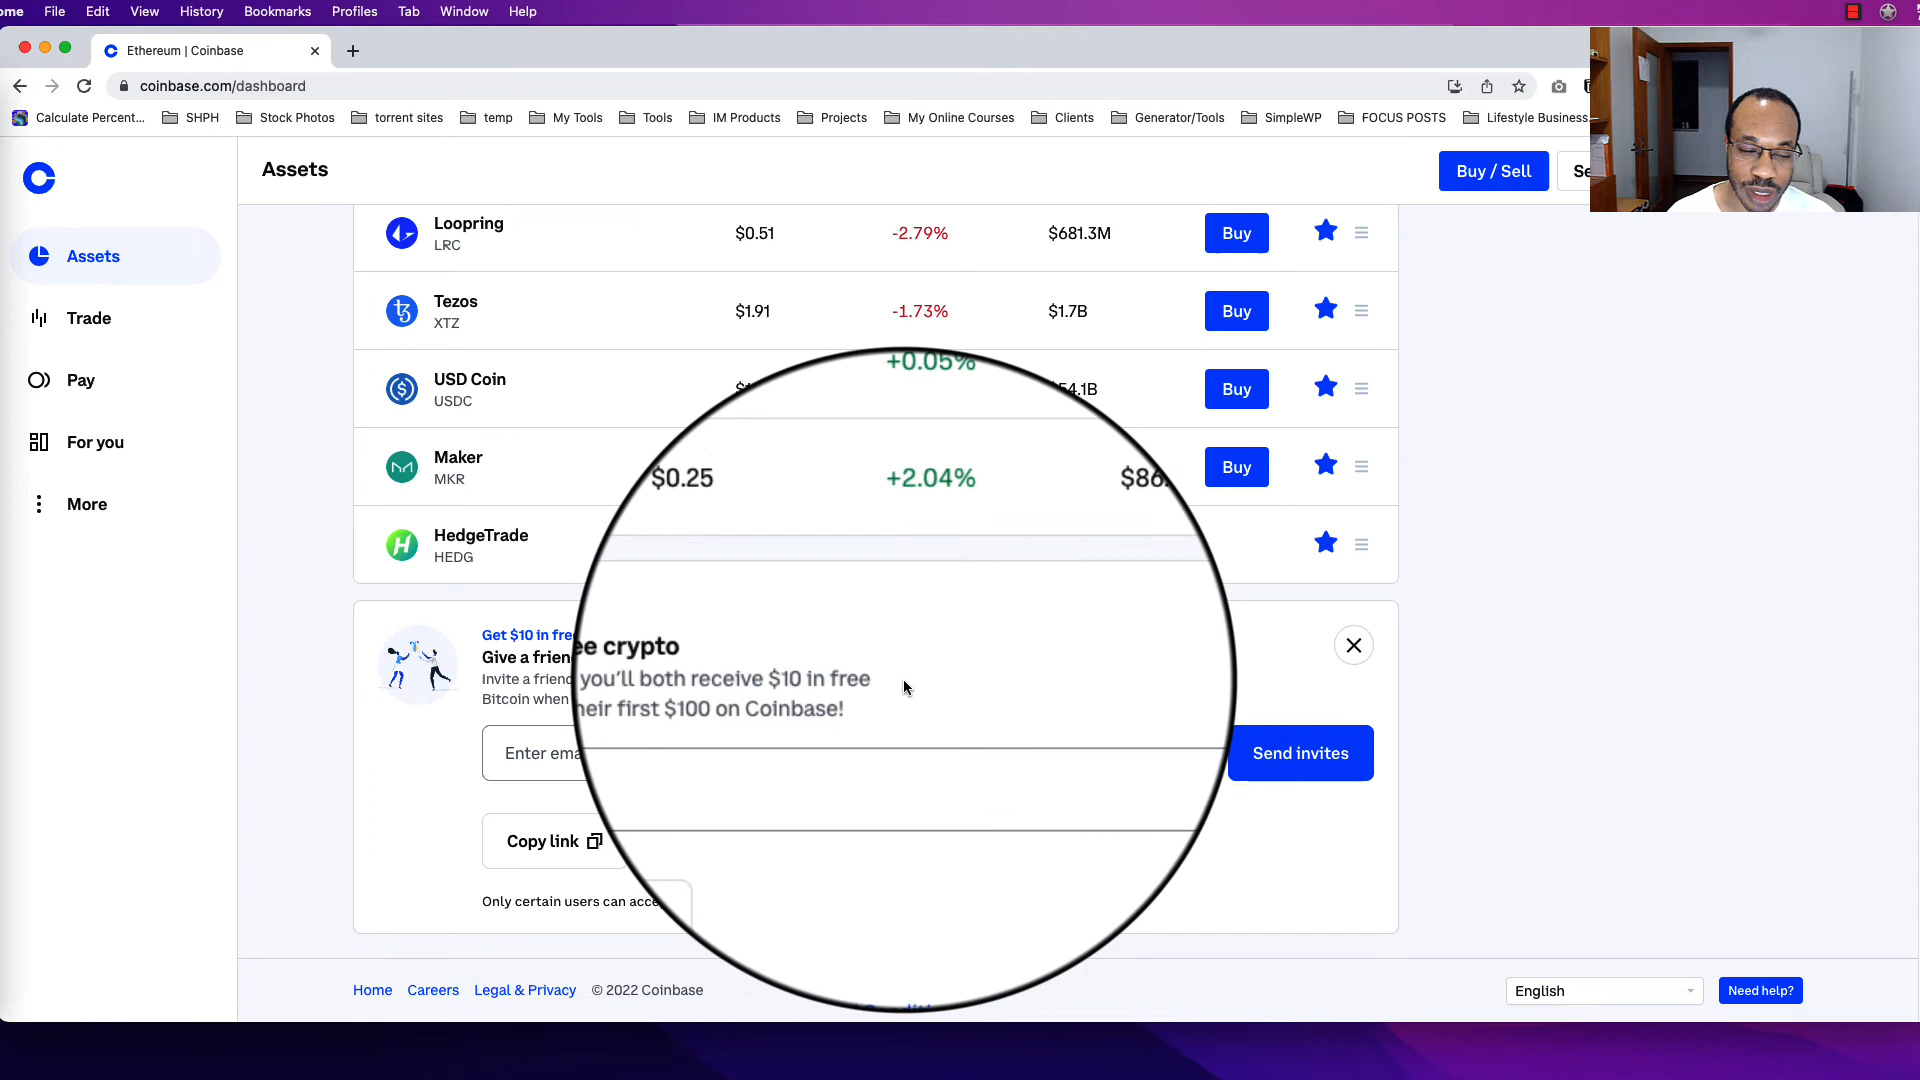 ome File Edit View History Bookmarks Profiles Tab Window Help
Ethereum | Coinbase
coinbase.com/dashboard
Calculate Percent... SHPH Stock Photos torrent sites temp My Tools Tools IM Products Projects My Online Courses Clients Generator/Tools SimpleWP FOCUS POSTS Lifestyle Business
Assets
Buy / Sell
Se
Assets
Trade
Pay
For you
More
Loopring
LRC
$0.51 -2.79% $681.3M Buy
Tezos
XTZ
$1.91 -1.73% $1.7B Buy
USD Coin
USDC
+0.05%
54.1B Buy
Maker
MKR
$0.25 +2.04% $86. Buy
HedgeTrade
HEDG
Get $10 in fre
Give a frien ee crypto
Invite a friend you'll both receive $10 in free
Bitcoin when heir first $100 on Coinbase!
Enter ema
Send invites
Copy link
Only certain users can acce
Home Careers Legal & Privacy © 2022 Coinbase
English
Need help?